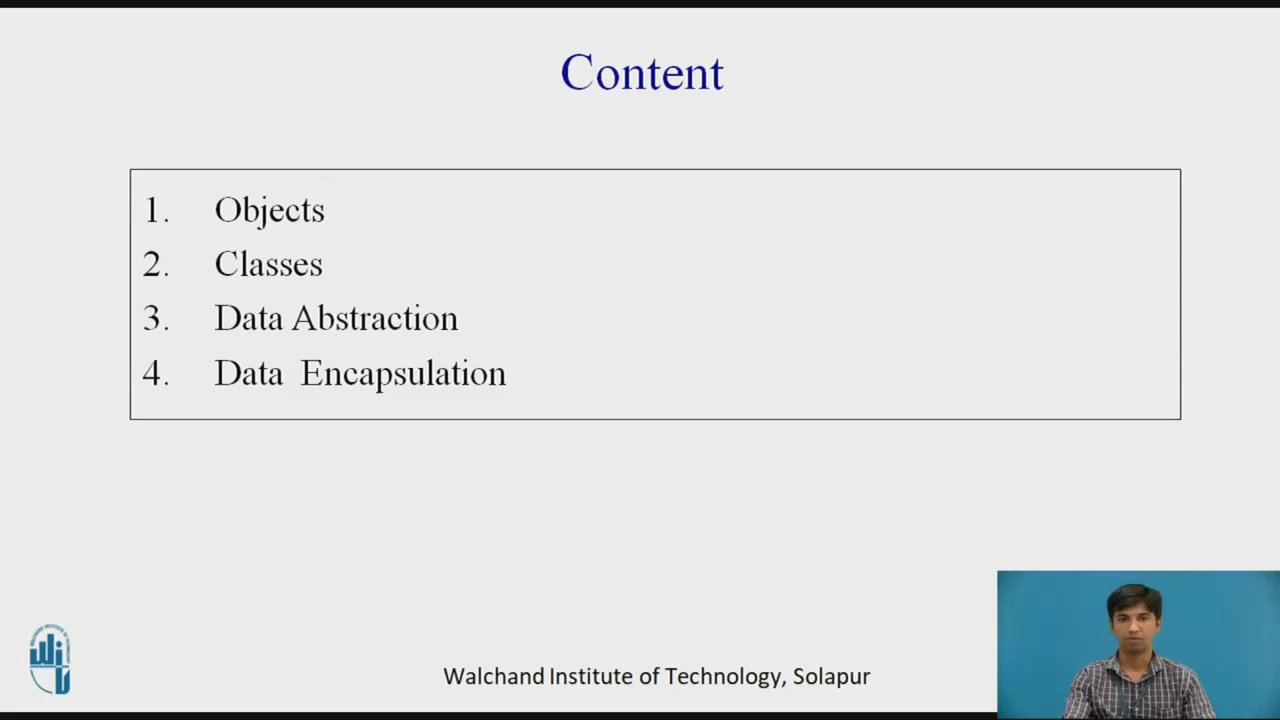 Content
1. Objects
2. Classes
3. Data Abstraction
4. Data Encapsulation
Walchand Institute of Technology, Solapur